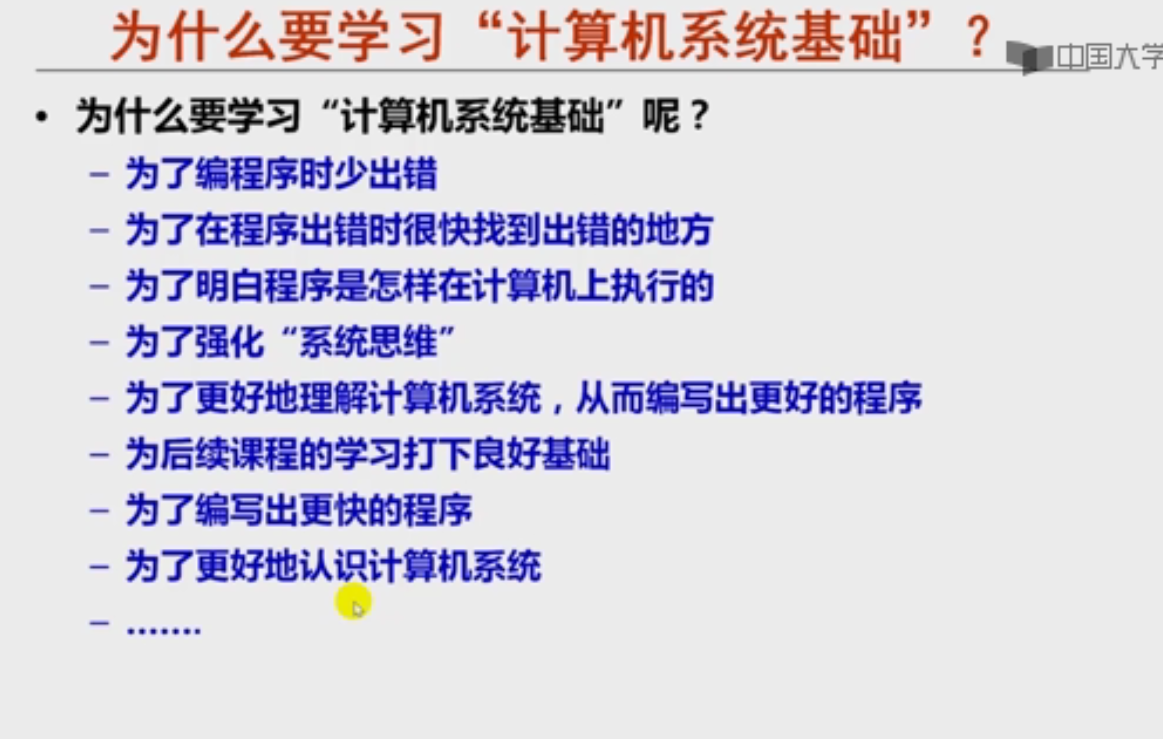 为什么要学习“计算机系统基础”？
中国大学
• 为什么要学习“计算机系统基础”呢？
– 为了编程序时少出错
– 为了在程序出错时很快找到出错的地方
– 为了明白程序是怎样在计算机上执行的
– 为了强化“系统思维”
– 为了更好地理解计算机系统，从而编写出更好的程序
– 为后续课程的学习打下良好基础
– 为了编写出更快的程序
– 为了更好地认识计算机系统
– .......